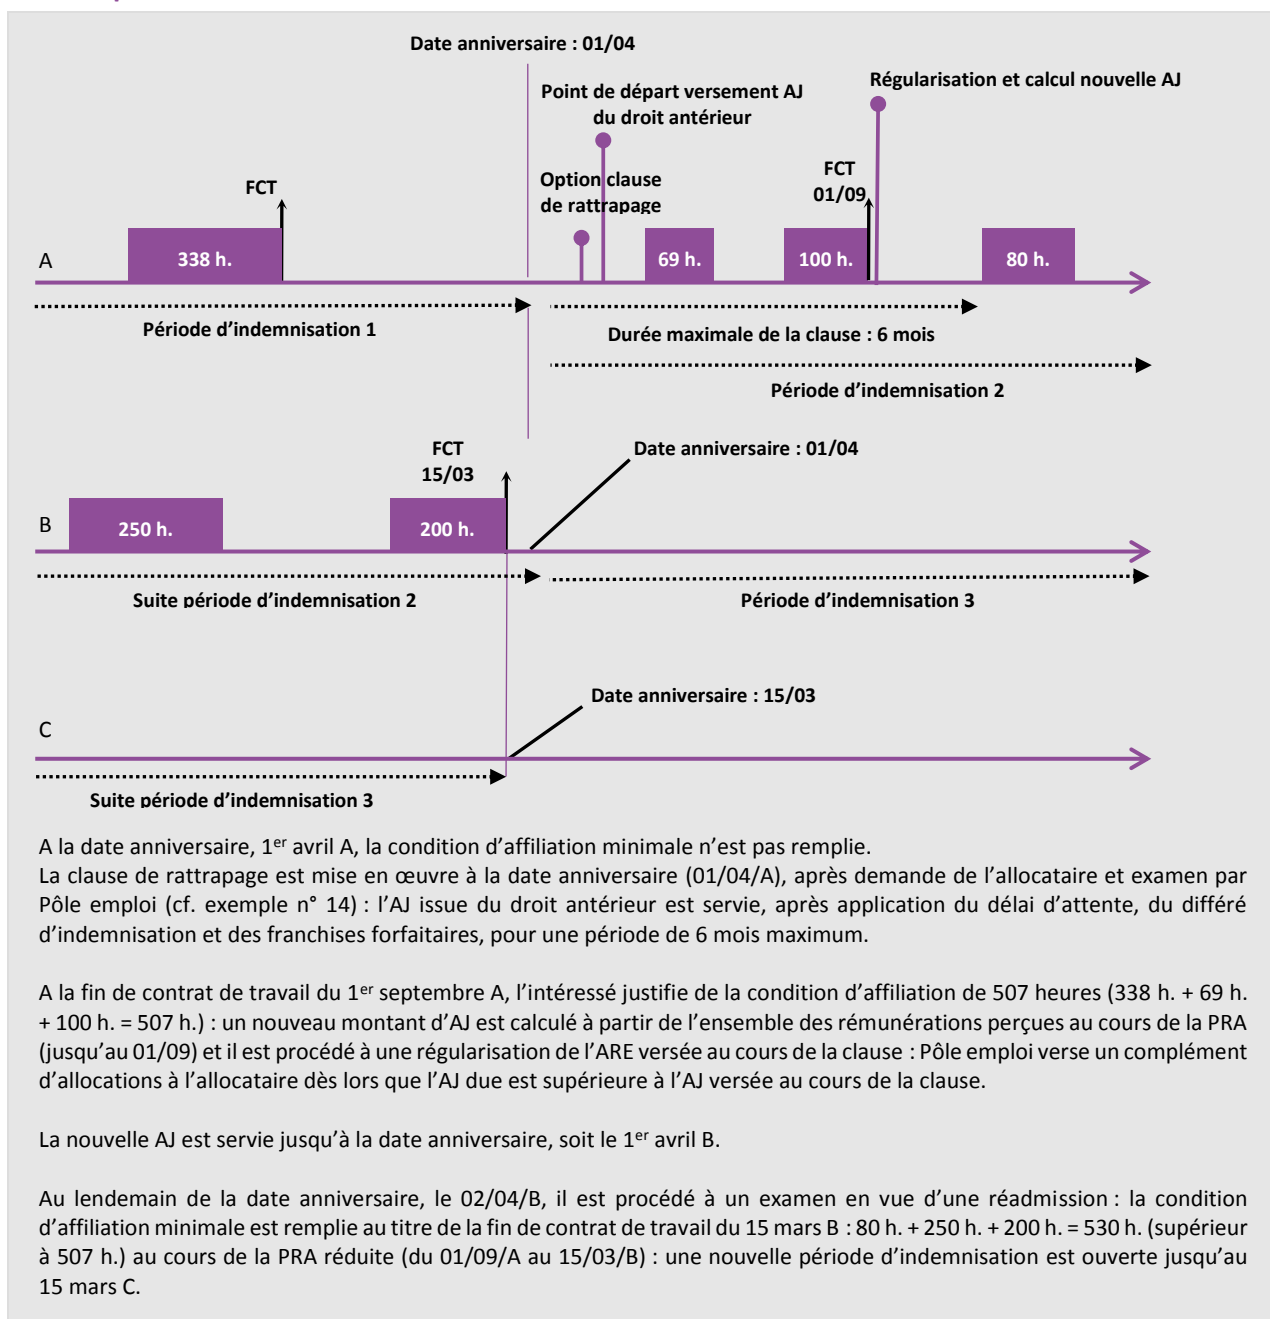 Date anniversaire : 01/04
Régularisation et calcul nouvelle AJ
Point de départ versement AJ
du droit antérieur
FCT
01/09
Option clause
de rattrapage
FCT
A
338 h.
69 h.
100 h.
80 h.
Période d’indemnisation 1
Durée maximale de la clause : 6 mois
Période d’indemnisation 2
FCT
15/03
Date anniversaire : 01/04
B
250 h.
200 h.
Suite période d’indemnisation 2
Période d’indemnisation 3
Date anniversaire : 15/03
C
Suite période d’indemnisation 3
A la date anniversaire, 1er avril A, la condition d’affiliation minimale n’est pas remplie.
La clause de rattrapage est mise en œuvre à la date anniversaire (01/04/A), après demande de l’allocataire et examen par
Pôle emploi (cf. exemple n° 14) : l’AJ issue du droit antérieur est servie, après application du délai d’attente, du différé
d’indemnisation et des franchises forfaitaires, pour une période de 6 mois maximum.
A la fin de contrat de travail du 1er septembre A, l’intéressé justifie de la condition d’affiliation de 507 heures (338 h. + 69 h.
+ 100 h. = 507 h.) : un nouveau montant d’AJ est calculé à partir de l’ensemble des rémunérations perçues au cours de la PRA
(jusqu’au 01/09) et il est procédé à une régularisation de l’ARE versée au cours de la clause : Pôle emploi verse un complément
d’allocations à l’allocataire dès lors que l’AJ due est supérieure à l’AJ versée au cours de la clause.
La nouvelle AJ est servie jusqu’à la date anniversaire, soit le 1er avril B.
Au lendemain de la date anniversaire, le 02/04/B, il est procédé à un examen en vue d’une réadmission : la condition
d’affiliation minimale est remplie au titre de la fin de contrat de travail du 15 mars B : 80 h. + 250 h. + 200 h. = 530 h. (supérieur
à 507 h.) au cours de la PRA réduite (du 01/09/A au 15/03/B) : une nouvelle période d’indemnisation est ouverte jusqu’au
15 mars C.